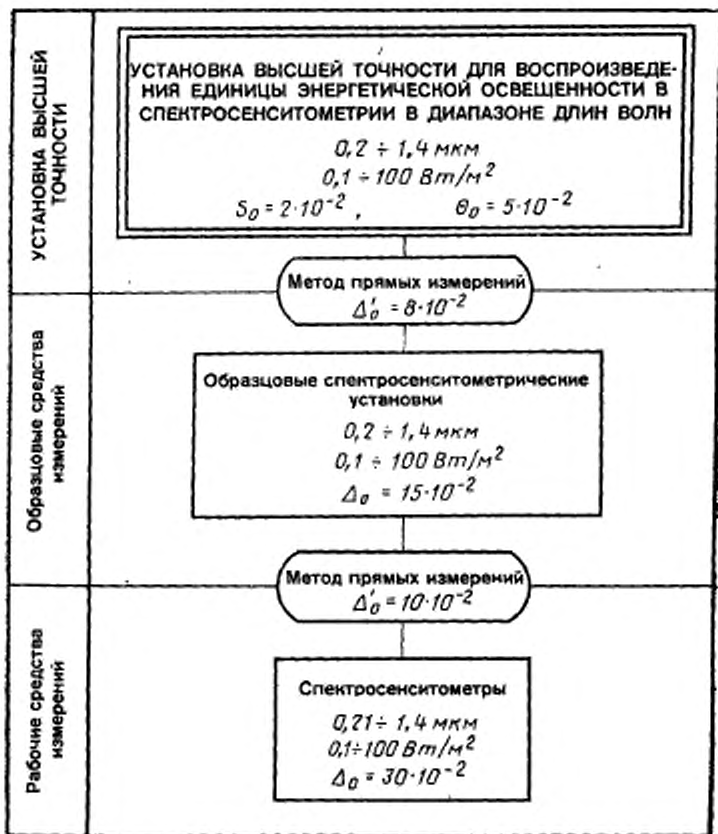 УСТАНОВКА ВЫСШЕЙ
ТОЧНОСТИ
УСТАНОВКА ВЫСШЕЙ ТОЧНОСТИ ДЛЯ ВОСПРОИЗВЕДЕ-
НИЯ ЕДИНИЦЫ ЭНЕРГЕТИЧЕСКОЙ ОСВЕЩЕННОСТИ В
СПЕКТРОСЕНСИТОМЕТРИИ В ДИАПАЗОНЕ ДЛИН ВОЛН
0,2 ÷ 1,4 мкм
0,1 ÷ 100 Вт/м²
S₀ = 2·10⁻², Θ₀ = 5·10⁻²
Метод прямых измерений
Δ′₀ = 8·10⁻²
Образцовые средства
измерений
Образцовые спектросенситометрические
установки
0,2 ÷ 1,4 мкм
0,1 ÷ 100 Вт/м²
Δ₀ = 15·10⁻²
Метод прямых измерений
Δ′₀ = 10·10⁻²
Рабочие средства
измерений
Спектросенситометры
0,21 ÷ 1,4 мкм
0,1÷100 Вт/м²
Δ₀ = 30·10⁻²